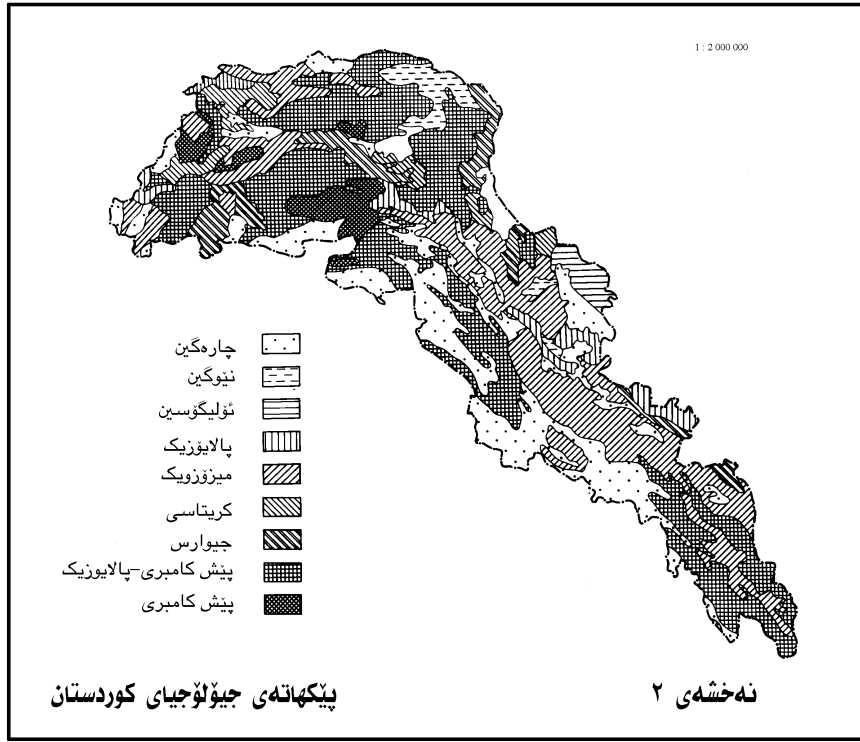 1 : 2 000 000
چارەگین
نێوگین
ئۆلیگۆسین
پالایۆزیک
میزۆزویک
کریتاسی
جیوارس
پێش کامبری-پالایوزیک
پێش کامبری
نەخشەی ٢
پێکهاتەی جیۆلۆجیای کوردستان